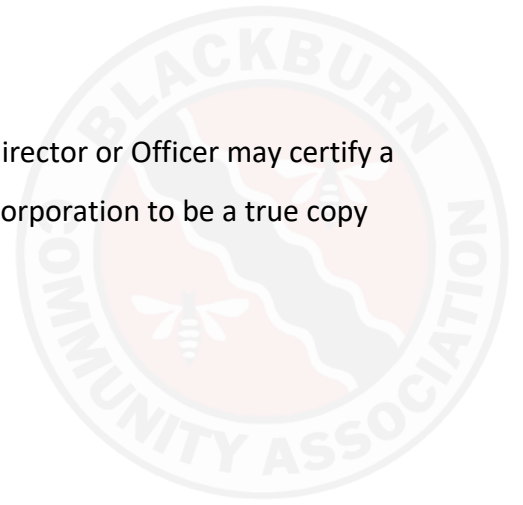 BLACKBURN
irector or Officer may certify a
orporation to be a true copy
COMMUNITY ASSOCIATION